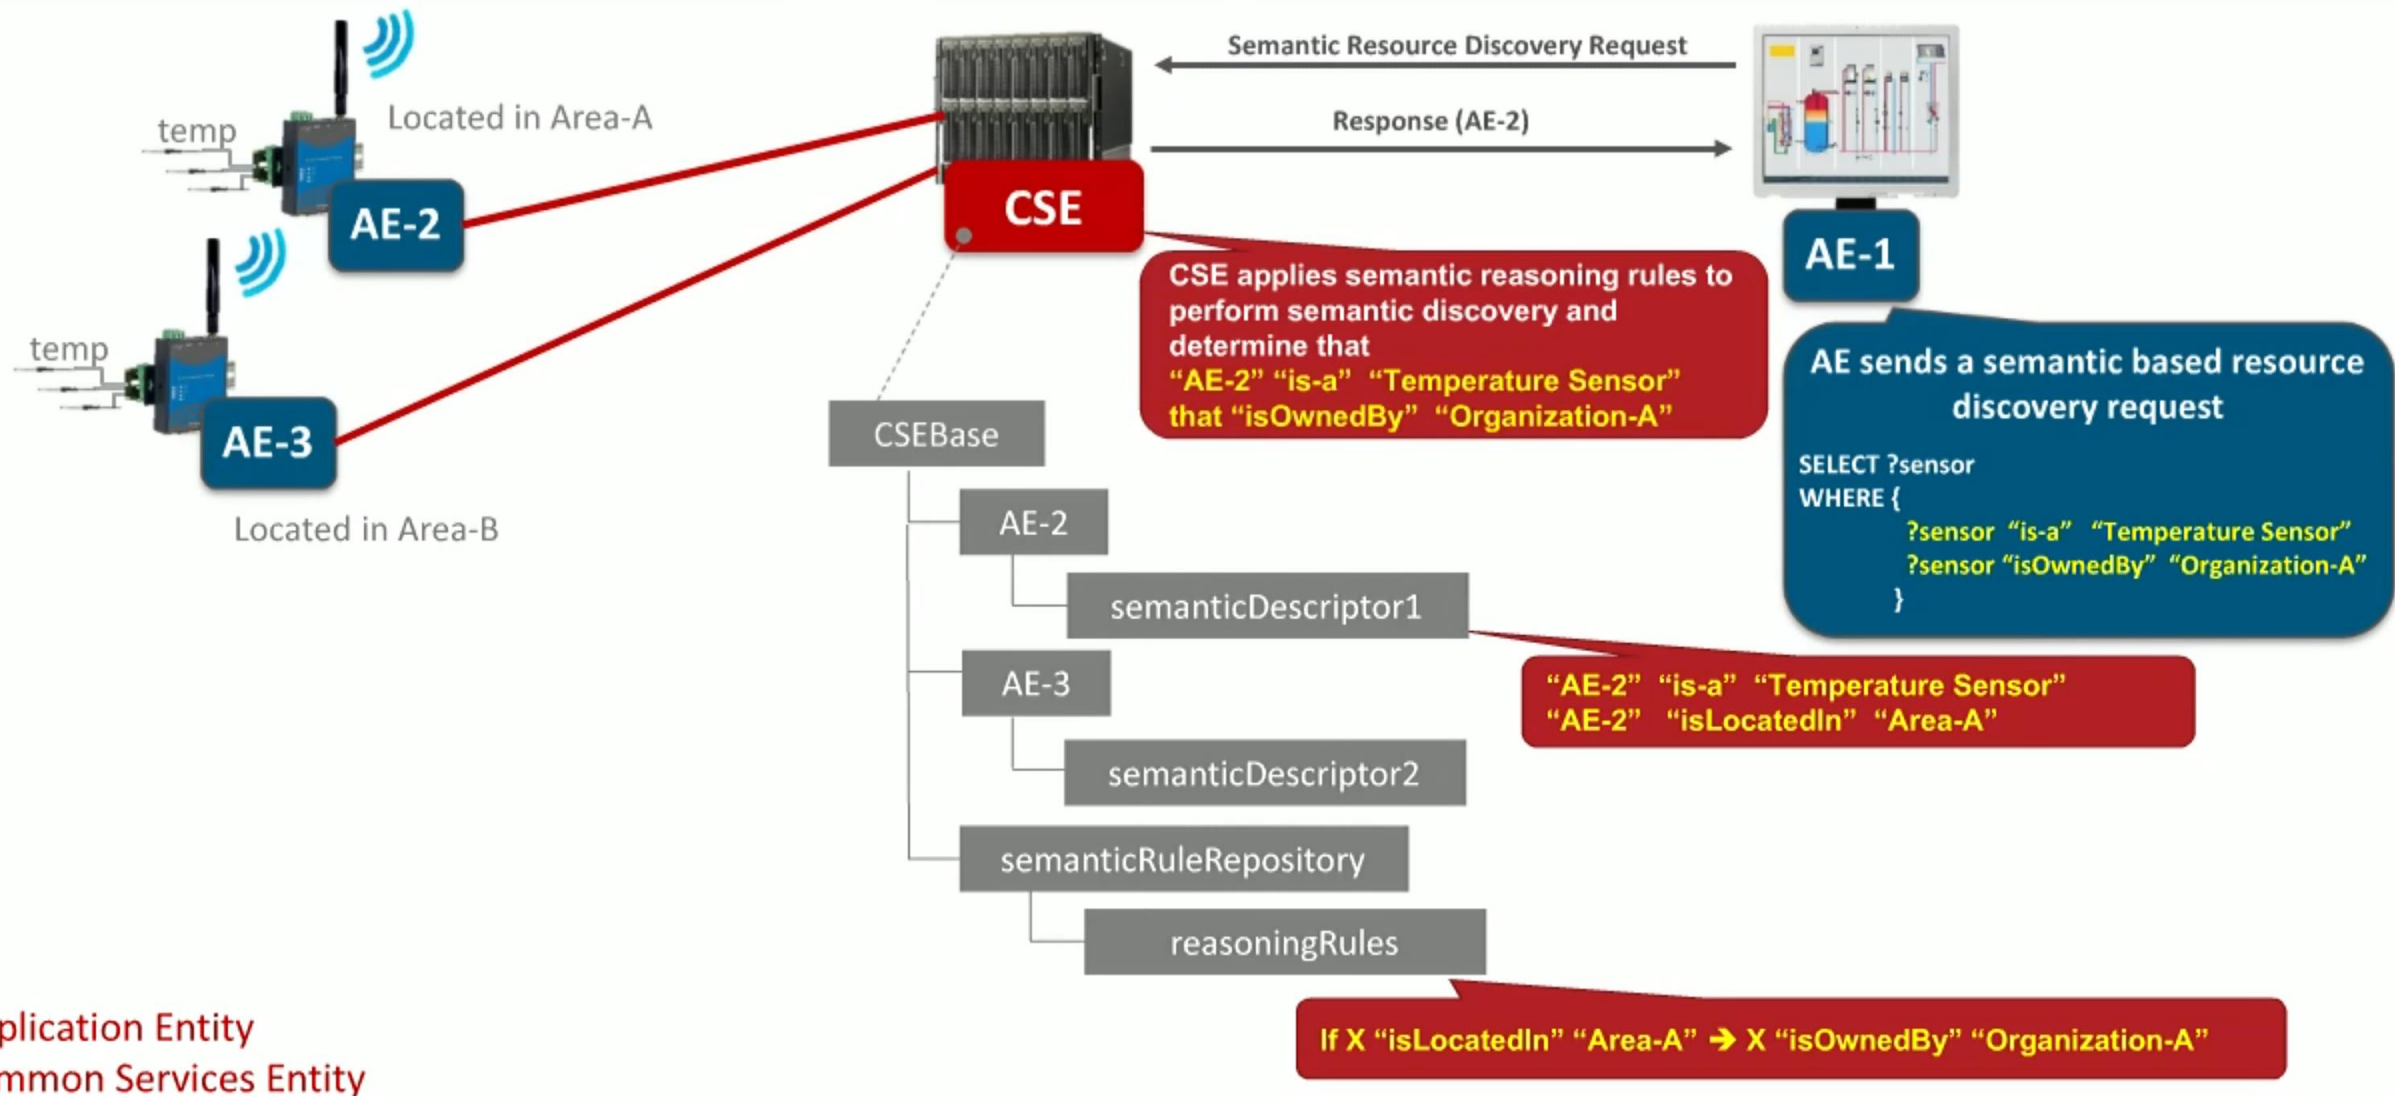 Semantic Resource Discovery Request
Response (AE-2)
temp
Located in Area-A
AE-2
temp
AE-3
Located in Area-B
CSE
AE-1
CSE applies semantic reasoning rules to
perform semantic discovery and
determine that
“AE-2” “is-a” “Temperature Sensor”
that “isOwnedBy” “Organization-A”
AE sends a semantic based resource
discovery request
SELECT ?sensor
WHERE {
?sensor “is-a” “Temperature Sensor”
?sensor “isOwnedBy” “Organization-A”
}
CSEBase
AE-2
semanticDescriptor1
“AE-2” “is-a” “Temperature Sensor”
“AE-2” “isLocatedIn” “Area-A”
AE-3
semanticDescriptor2
semanticRuleRepository
reasoningRules
If X “isLocatedIn” “Area-A” ➔ X “isOwnedBy” “Organization-A”
plication Entity
mmon Services Entity